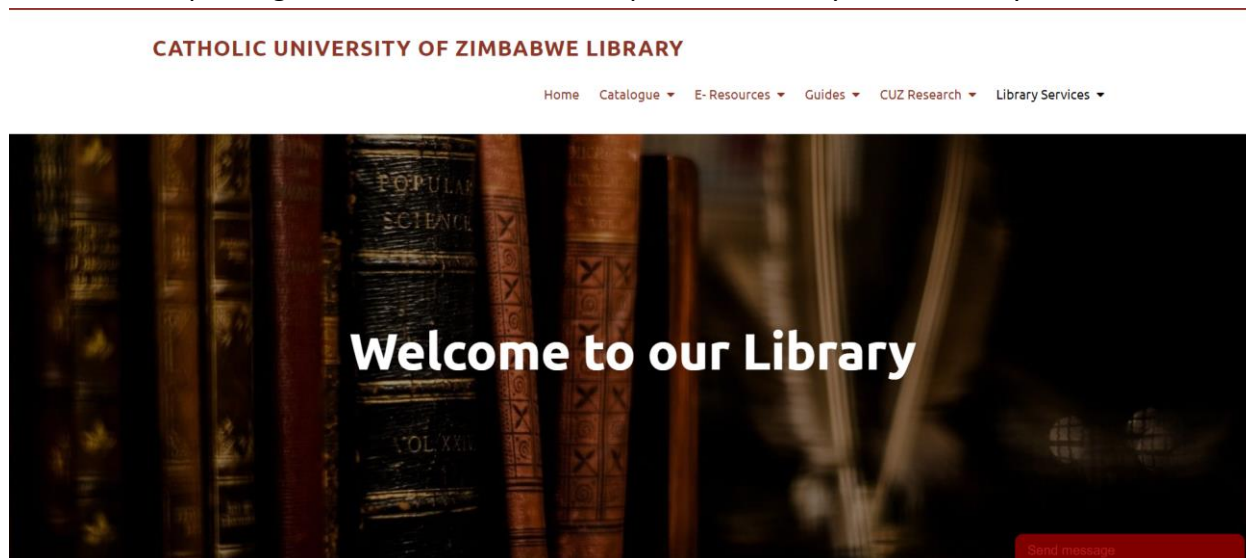 CATHOLIC UNIVERSITY OF ZIMBABWE LIBRARY
Home Catalogue E- Resources Guides CUZ Research Library Services
POPULAR
SCIENCE
Welcome to our Library
VOL XXII
Send message